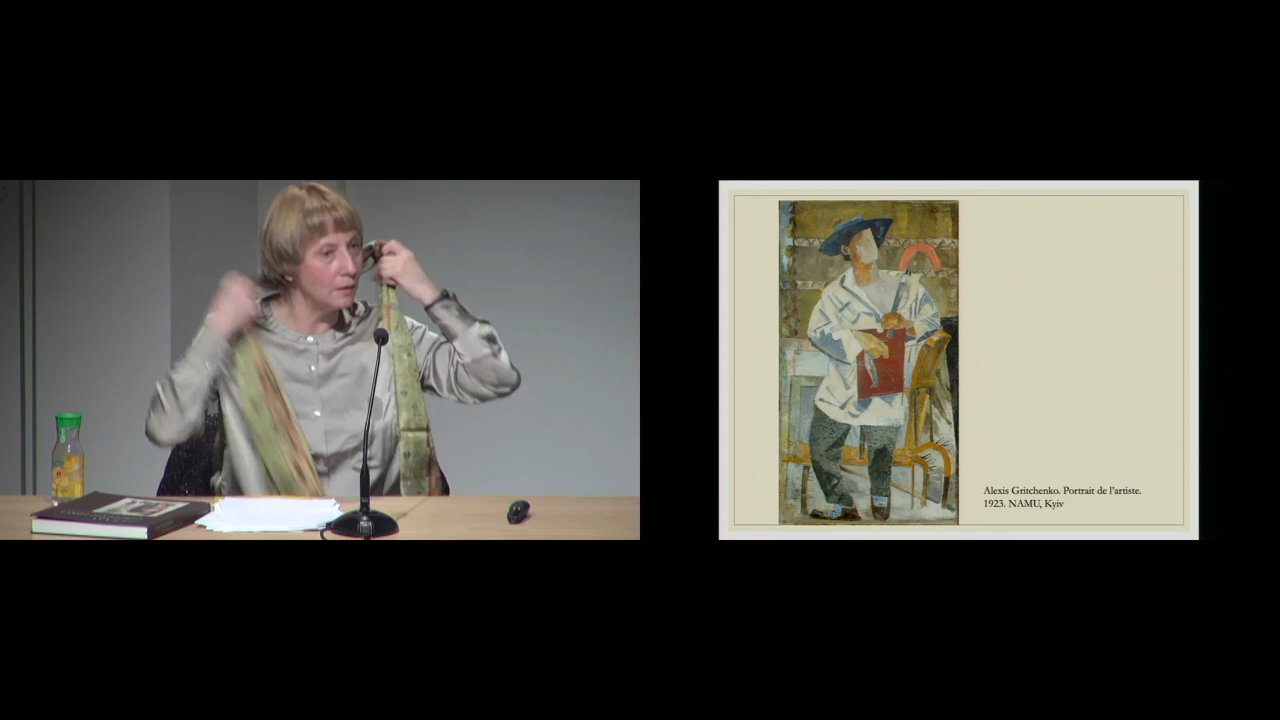 Alexis Gritchenko. Portrait de l'artiste.
1923. NAMU, Kyiv